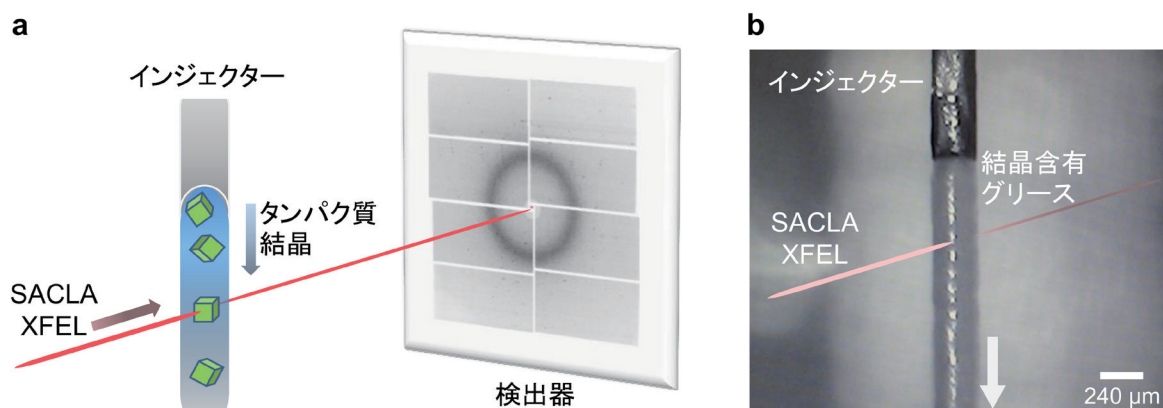 a
インジェクター
タンパク質
結晶
SACLA
XFEL
検出器
b
インジェクター
結晶含有
グリース
SACLA
XFEL
240 µm